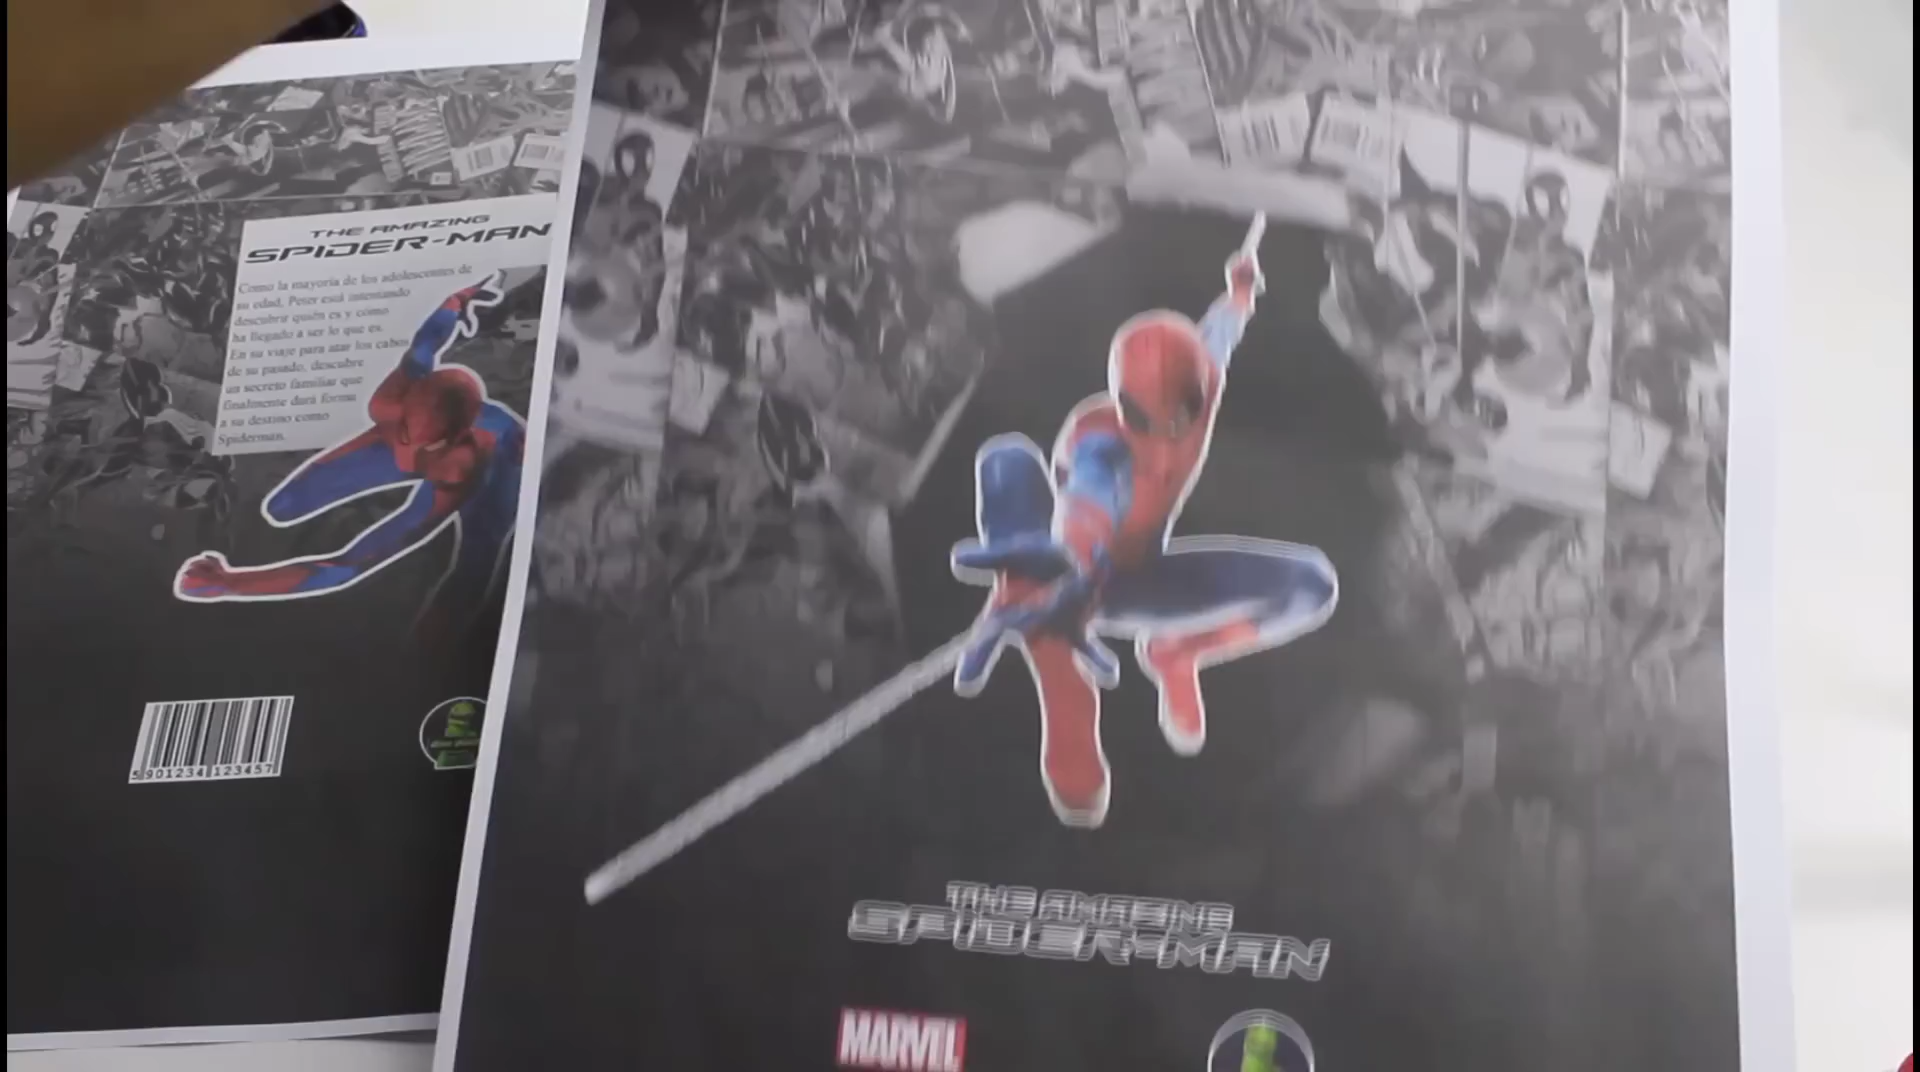 THE AMAZING
SPIDER-MAN
Como la mayoría de los adolescentes de
su edad, Peter está intentando
descubrir quién es y cómo
ha llegado a ser lo que es.
En su viaje para atar los cabos
de su pasado, descubre
un secreto familiar que
finalmente dará forma
a su destino como
Spiderman.
5 901234 123457
THE AMAZING
SPIDER-MAN
MARVEL